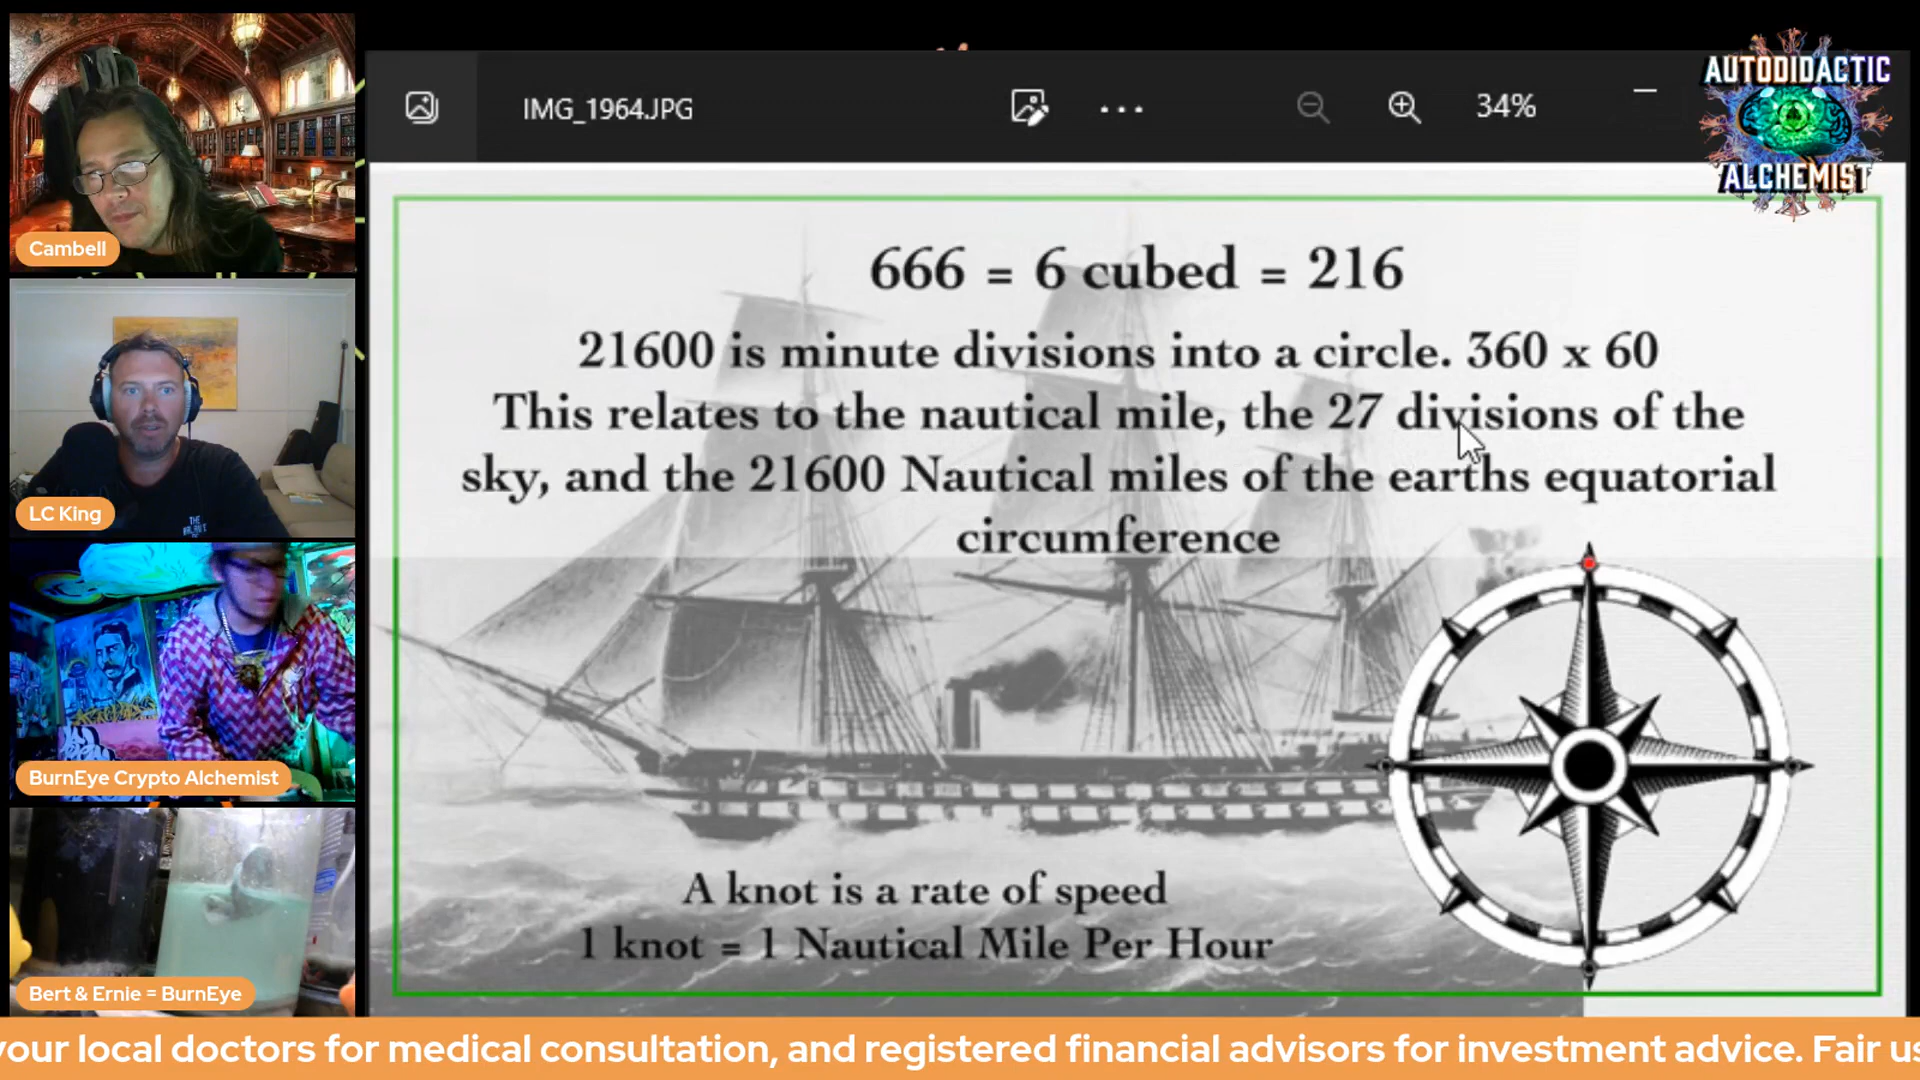 IMG_1964.JPG
34%
AUTODIDACTIC
ALCHEMIST
666 = 6 cubed = 216
21600 is minute divisions into a circle. 360 x 60
This relates to the nautical mile, the 27 divisions of the
sky, and the 21600 Nautical miles of the earths equatorial
circumference
A knot is a rate of speed
1 knot = 1 Nautical Mile Per Hour
Cambell
LC King
THE
BurnEye Crypto Alchemist
Bert & Ernie = BurnEye
your local doctors for medical consultation, and registered financial advisors for investment advice. Fair us